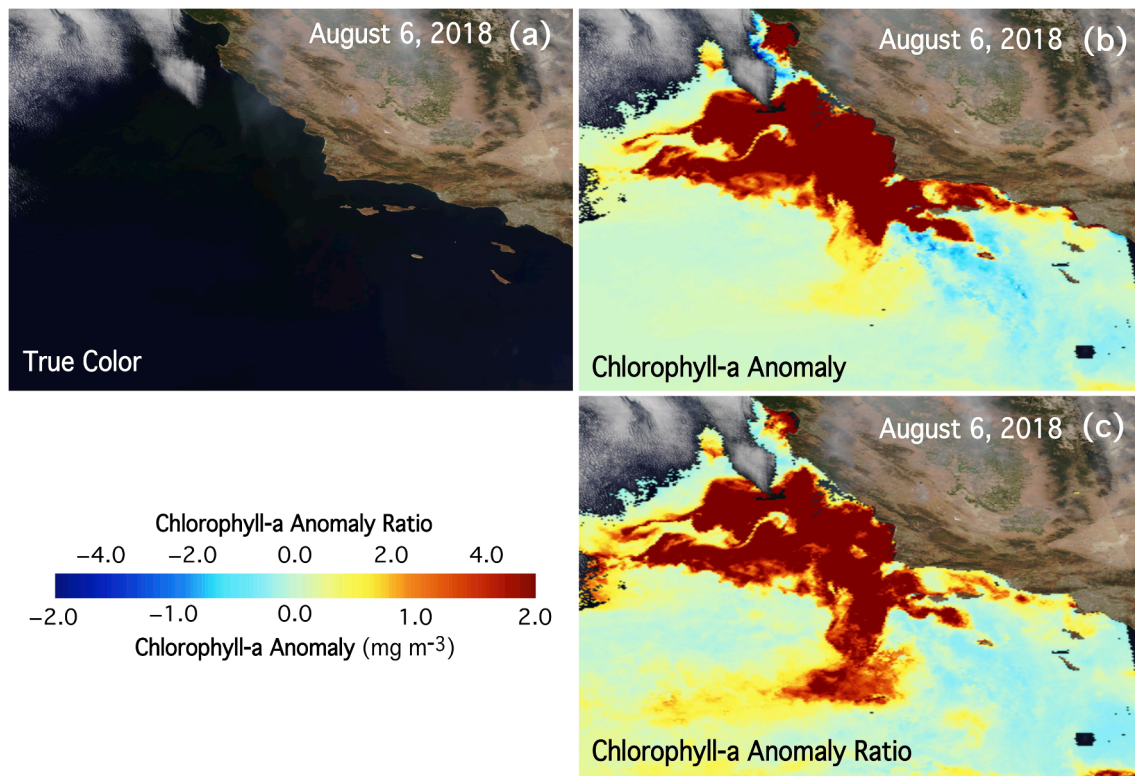 August 6, 2018 (a)
True Color
August 6, 2018 (b)
Chlorophyll-a Anomaly
Chlorophyll-a Anomaly Ratio
−4.0 −2.0 0.0 2.0 4.0
−2.0 −1.0 0.0 1.0 2.0
Chlorophyll-a Anomaly (mg m-3)
August 6, 2018 (c)
Chlorophyll-a Anomaly Ratio